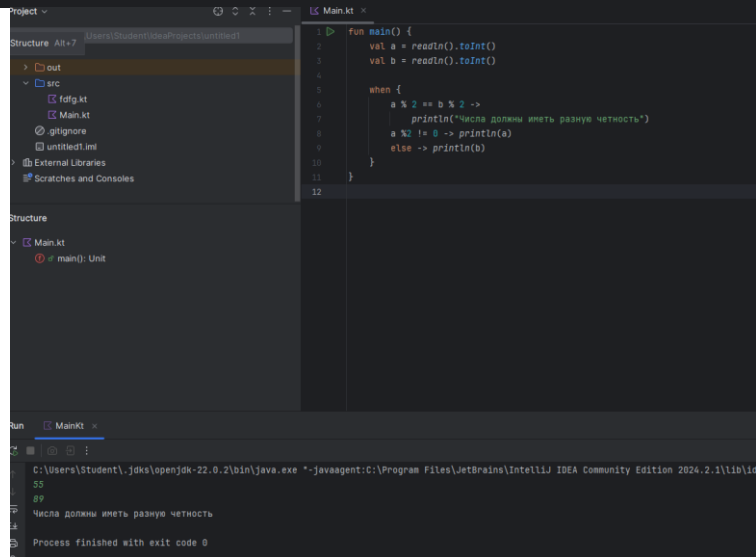 Project
Main.kt ×
Structure Alt+7
:Users\Student\IdeaProjects\untitled1
out
src
fdfg.kt
Main.kt
.gitignore
untitled1.iml
External Libraries
Scratches and Consoles
1 fun main() {
2 val a = readln().toInt()
3 val b = readln().toInt()
4
5 when {
6 a % 2 == b % 2 ->
7 println("Числа должны иметь разную четность")
8 a %2 != 0 -> println(a)
9 else -> println(b)
10 }
11 }
12
Structure
Main.kt
main(): Unit
Run MainKt ×
C:\Users\Student\.jdks\openjdk-22.0.2\bin\java.exe "-javaagent:C:\Program Files\JetBrains\IntelliJ IDEA Community Edition 2024.2.1\lib\id
55
89
Числа должны иметь разную четность
Process finished with exit code 0